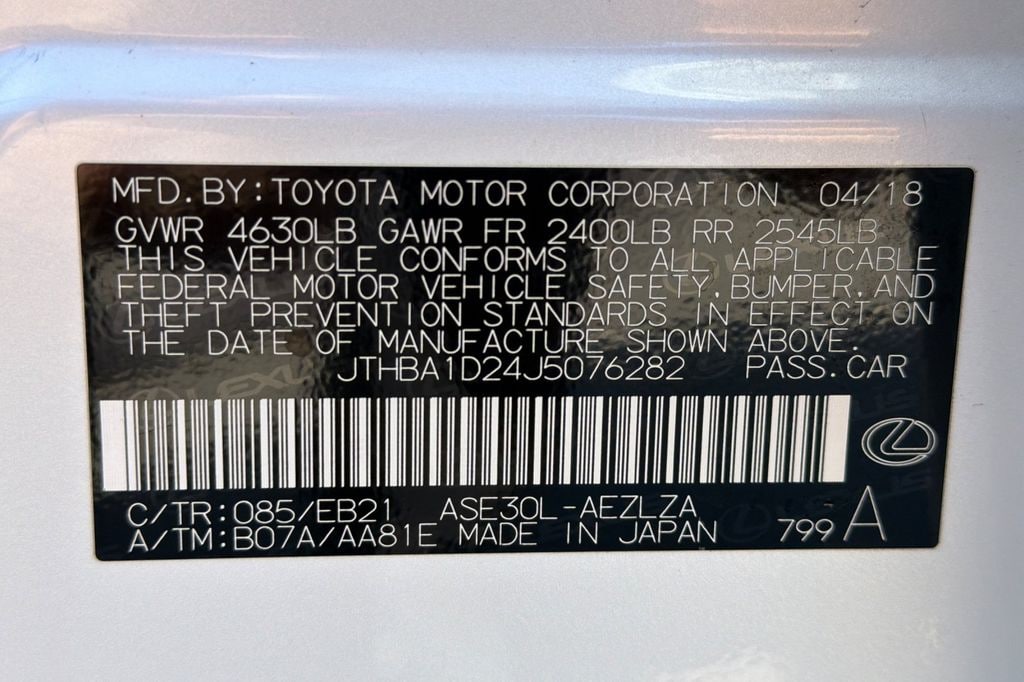 MFD. BY: TOYOTA MOTOR CORPORATION 04/18
GVWR 4630LB GAWR FR 2400LB RR 2545LB
THIS VEHICLE CONFORMS TO ALL APPLICABLE
FEDERAL MOTOR VEHICLE SAFETY, BUMPER, AND
THEFT PREVENTION STANDARDS IN EFFECT ON
THE DATE OF MANUFACTURE SHOWN ABOVE.
JTHBA1D24J5076282 PASS. CAR
C/TR: 085/EB21 ASE30L-AEZLZA
A/TM: B07A/AA81E MADE IN JAPAN 799 A